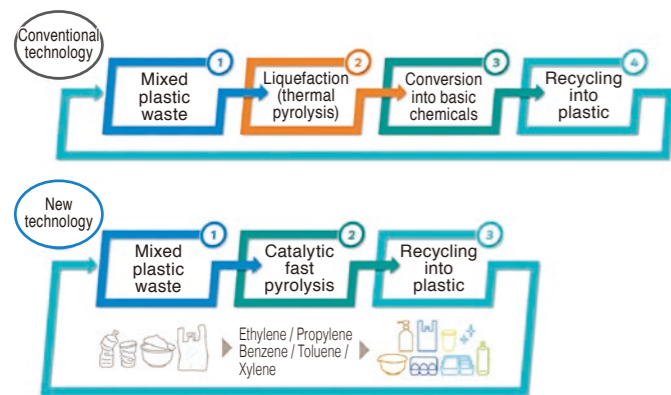 Conventional
technology
1
Mixed
plastic
waste
2
Liquefaction
(thermal
pyrolysis)
3
Conversion
into basic
chemicals
4
Recycling
into
plastic
New
technology
1
Mixed
plastic
waste
2
Catalytic
fast
pyrolysis
3
Recycling
into
plastic
Ethylene / Propylene
Benzene / Toluene /
Xylene